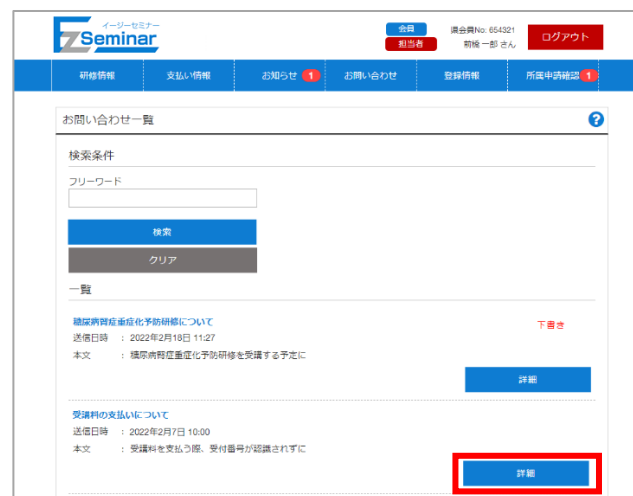 イージーセミナー
EZ Seminar
会員
担当者
県会員No: 654321
前橋 一郎 さん
ログアウト
研修情報
支払い情報
お知らせ 1
お問い合わせ
登録情報
所属申請確認 1
お問い合わせ一覧
?
検索条件
フリーワード
検索
クリア
一覧
糖尿病腎症重症化予防研修について
下書き
送信日時 : 2022年2月18日 11:27
本文 : 糖尿病腎症重症化予防研修を受講する予定に
詳細
受講料の支払いについて
送信日時 : 2022年2月7日 10:00
本文 : 受講料を支払う際、受付番号が認識されずに
詳細